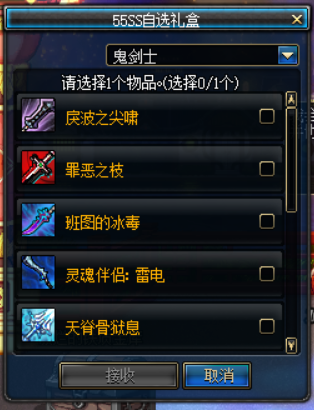 55SS自选礼盒
鬼剑士
请选择1个物品。(选择0/1个)
戾波之尖啸
罪恶之枝
班图的冰毒
灵魂伴侣: 雷电
天脊骨狱息
接收
取消